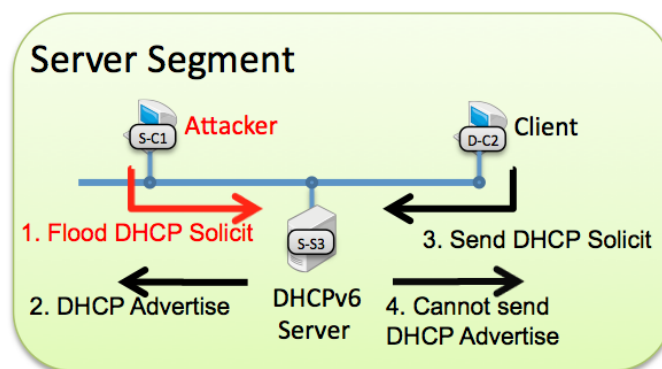 Server Segment
S-C1
Attacker
D-C2
Client
1. Flood DHCP Solicit
S-S3
3. Send DHCP Solicit
2. DHCP Advertise
DHCPv6
Server
4. Cannot send
DHCP Advertise